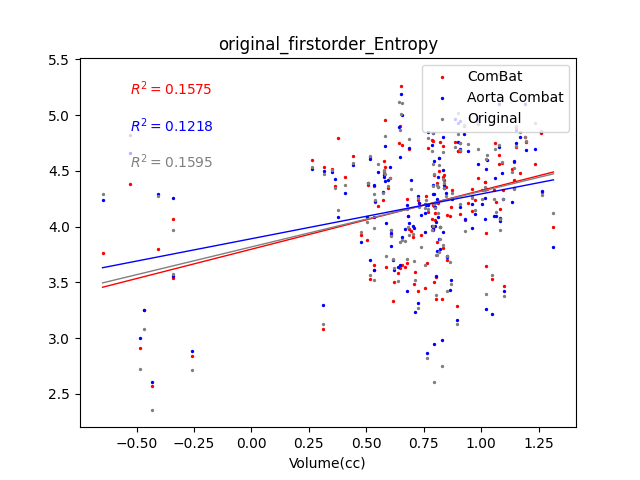 original_firstorder_Entropy
5.5
5.0
4.5
4.0
3.5
3.0
2.5
R² = 0.1575
R² = 0.1218
R² = 0.1595
ComBat
Aorta Combat
Original
−0.50 −0.25 0.00 0.25 0.50 0.75 1.00 1.25
Volume(cc)